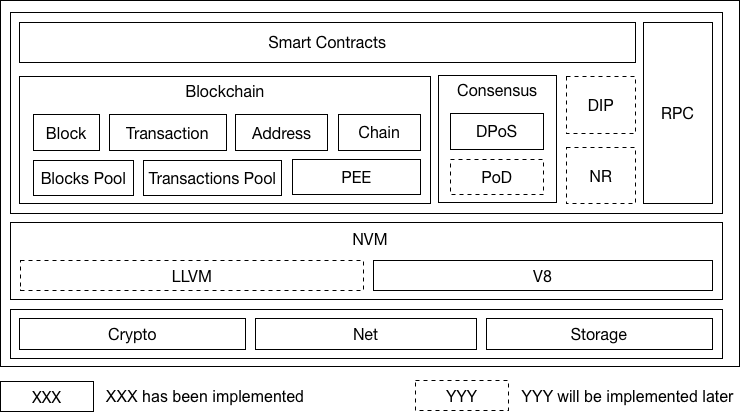 Smart Contracts
RPC
Blockchain
Block
Transaction
Address
Chain
Blocks Pool
Transactions Pool
PEE
Consensus
DPoS
PoD
DIP
NR
NVM
LLVM
V8
Crypto
Net
Storage
XXX
XXX has been implemented
YYY
YYY will be implemented later